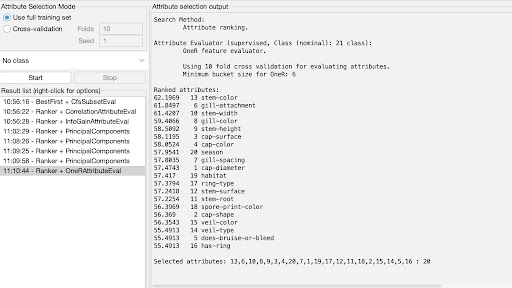 Attribute Selection Mode
Use full training set
Cross-validation Folds 10
Seed 1
No class
Start Stop
Result list (right-click for options)
10:56:16 - BestFirst + CfsSubsetEval
10:56:22 - Ranker + CorrelationAttributeEval
10:56:28 - Ranker + InfoGainAttributeEval
11:02:29 - Ranker + PrincipalComponents
11:08:26 - Ranker + PrincipalComponents
11:09:25 - Ranker + PrincipalComponents
11:09:58 - Ranker + PrincipalComponents
11:10:44 - Ranker + OneRAttributeEval
Attribute selection output
Search Method:
Attribute ranking.
Attribute Evaluator (supervised, Class (nominal): 21 class):
OneR feature evaluator.
Using 10 fold cross validation for evaluating attributes.
Minimum bucket size for OneR: 6
Ranked attributes:
62.1969 13 stem-color
61.8497 6 gill-attachment
61.4207 10 stem-width
59.4066 8 gill-color
58.5092 9 stem-height
58.1195 3 cap-surface
58.0524 4 cap-color
57.9541 20 season
57.8035 7 gill-spacing
57.4743 1 cap-diameter
57.417 19 habitat
57.3794 17 ring-type
57.2418 12 stem-surface
57.2254 11 stem-root
56.3969 18 spore-print-color
56.369 2 cap-shape
56.3543 15 veil-color
55.4913 14 veil-type
55.4913 5 does-bruise-or-bleed
55.4913 16 has-ring
Selected attributes: 13,6,10,8,9,3,4,20,7,1,19,17,12,11,18,2,15,14,5,16 : 20